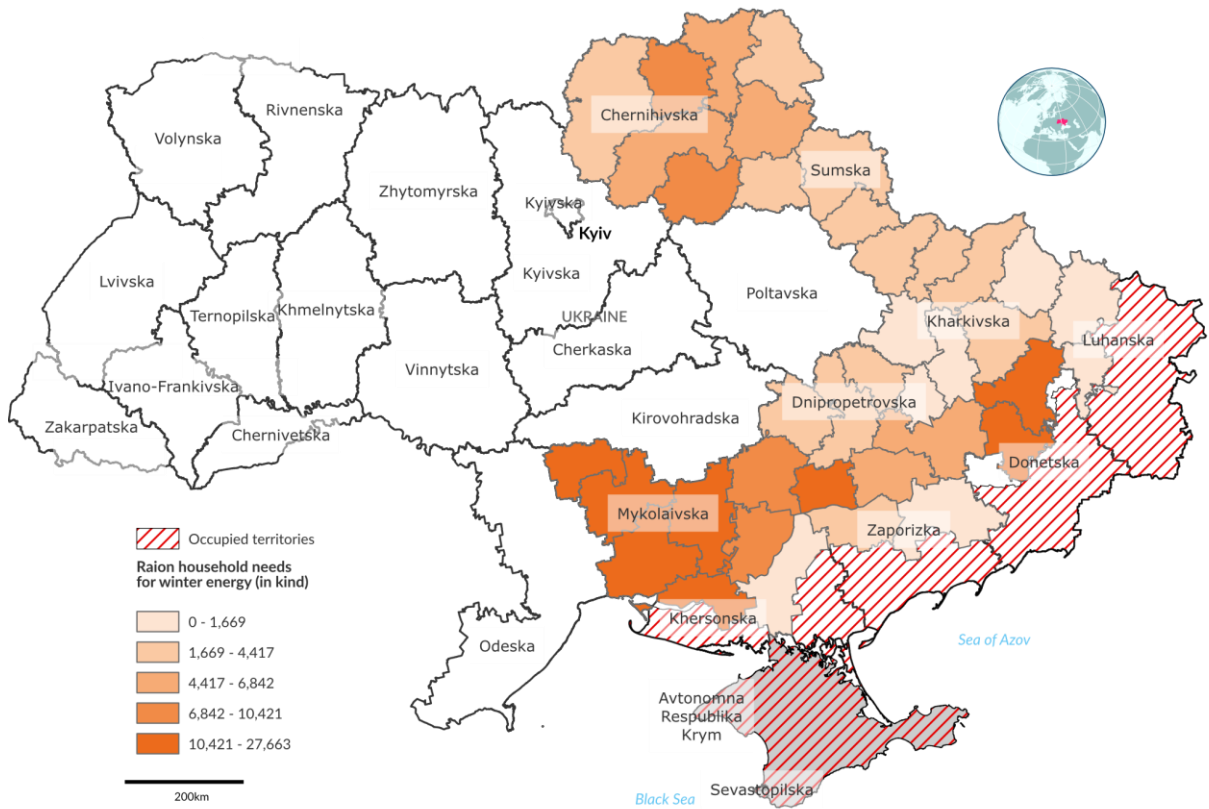 Rivnenska
Volynska
Chernihivska
Sumska
Zhytomyrska
Kyivska
Kyiv
Lvivska
Kyivska
Poltavska
Ternopilska
Khmelnytska
UKRAINE
Kharkivska
Luhanska
Cherkaska
Vinnytska
Ivano-Frankivska
Dnipropetrovska
Kirovohradska
Zakarpatska
Chernivetska
Donetska
Mykolaivska
Zaporizka
Khersonska
Odeska
Sea of Azov
Avtonomna
Respublika
Krym
Sevastopilska
Black Sea
Occupied territories
Raion household needs
for winter energy (in kind)
0 - 1,669
1,669 - 4,417
4,417 - 6,842
6,842 - 10,421
10,421 - 27,663
200km